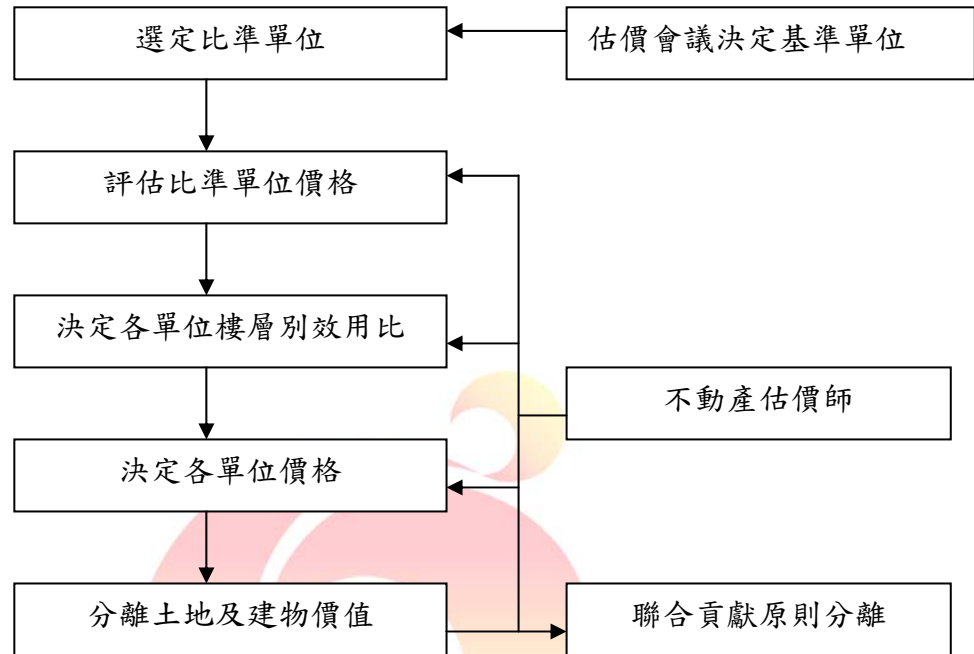 選定比準單位
估價會議決定基準單位
評估比準單位價格
決定各單位樓層別效用比
不動產估價師
決定各單位價格
分離土地及建物價值
聯合貢獻原則分離